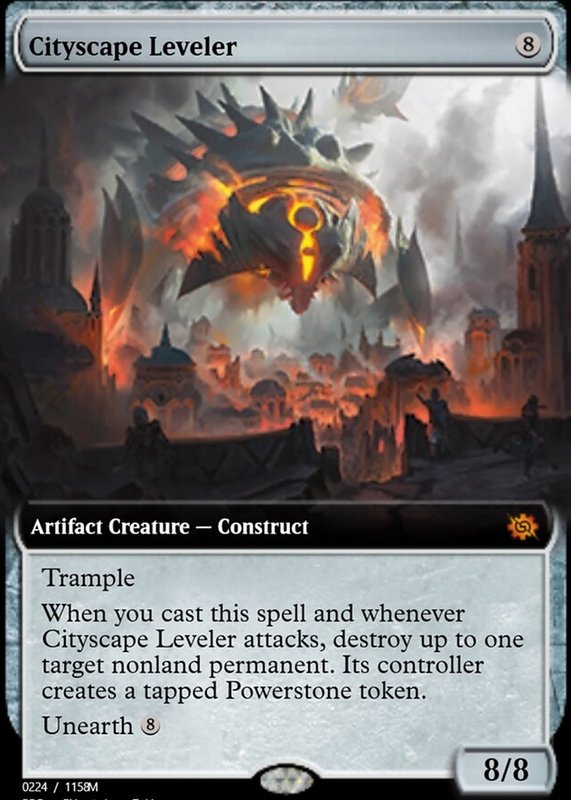 Cityscape Leveler 8
Artifact Creature — Construct
Trample
When you cast this spell and whenever
Cityscape Leveler attacks, destroy up to one
target nonland permanent. Its controller
creates a tapped Powerstone token.
Unearth 8
8/8
0224 / 1158M